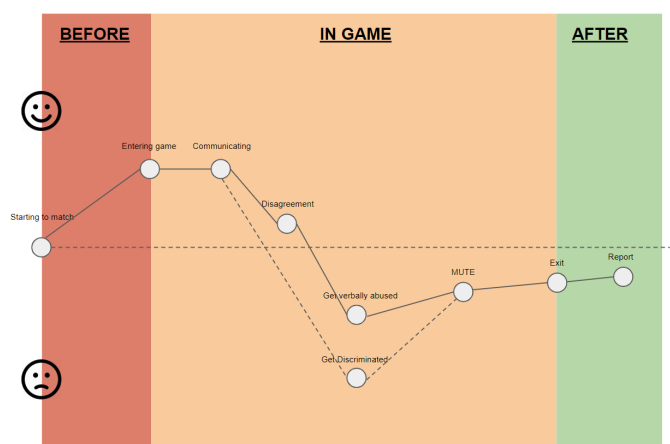 BEFORE
IN GAME
AFTER
Entering game
Communicating
Disagreement
Starting to match
Report
Exit
MUTE
Get verbally abused
Get Discriminated